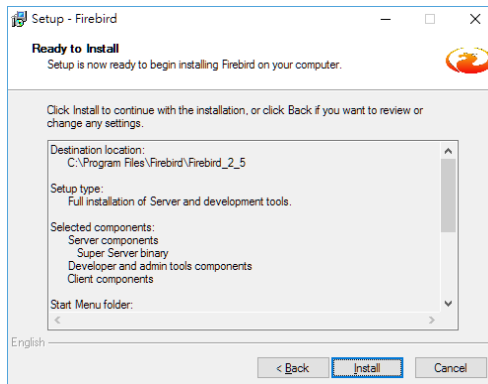 Setup - Firebird
Ready to Install
Setup is now ready to begin installing Firebird on your computer.
Click Install to continue with the installation, or click Back if you want to review or
change any settings.
Destination location:
C:\Program Files\Firebird\Firebird_2_5
Setup type:
Full installation of Server and development tools.
Selected components:
Server components
Super Server binary
Developer and admin tools components
Client components
Start Menu folder:
English
< Back
Install
Cancel